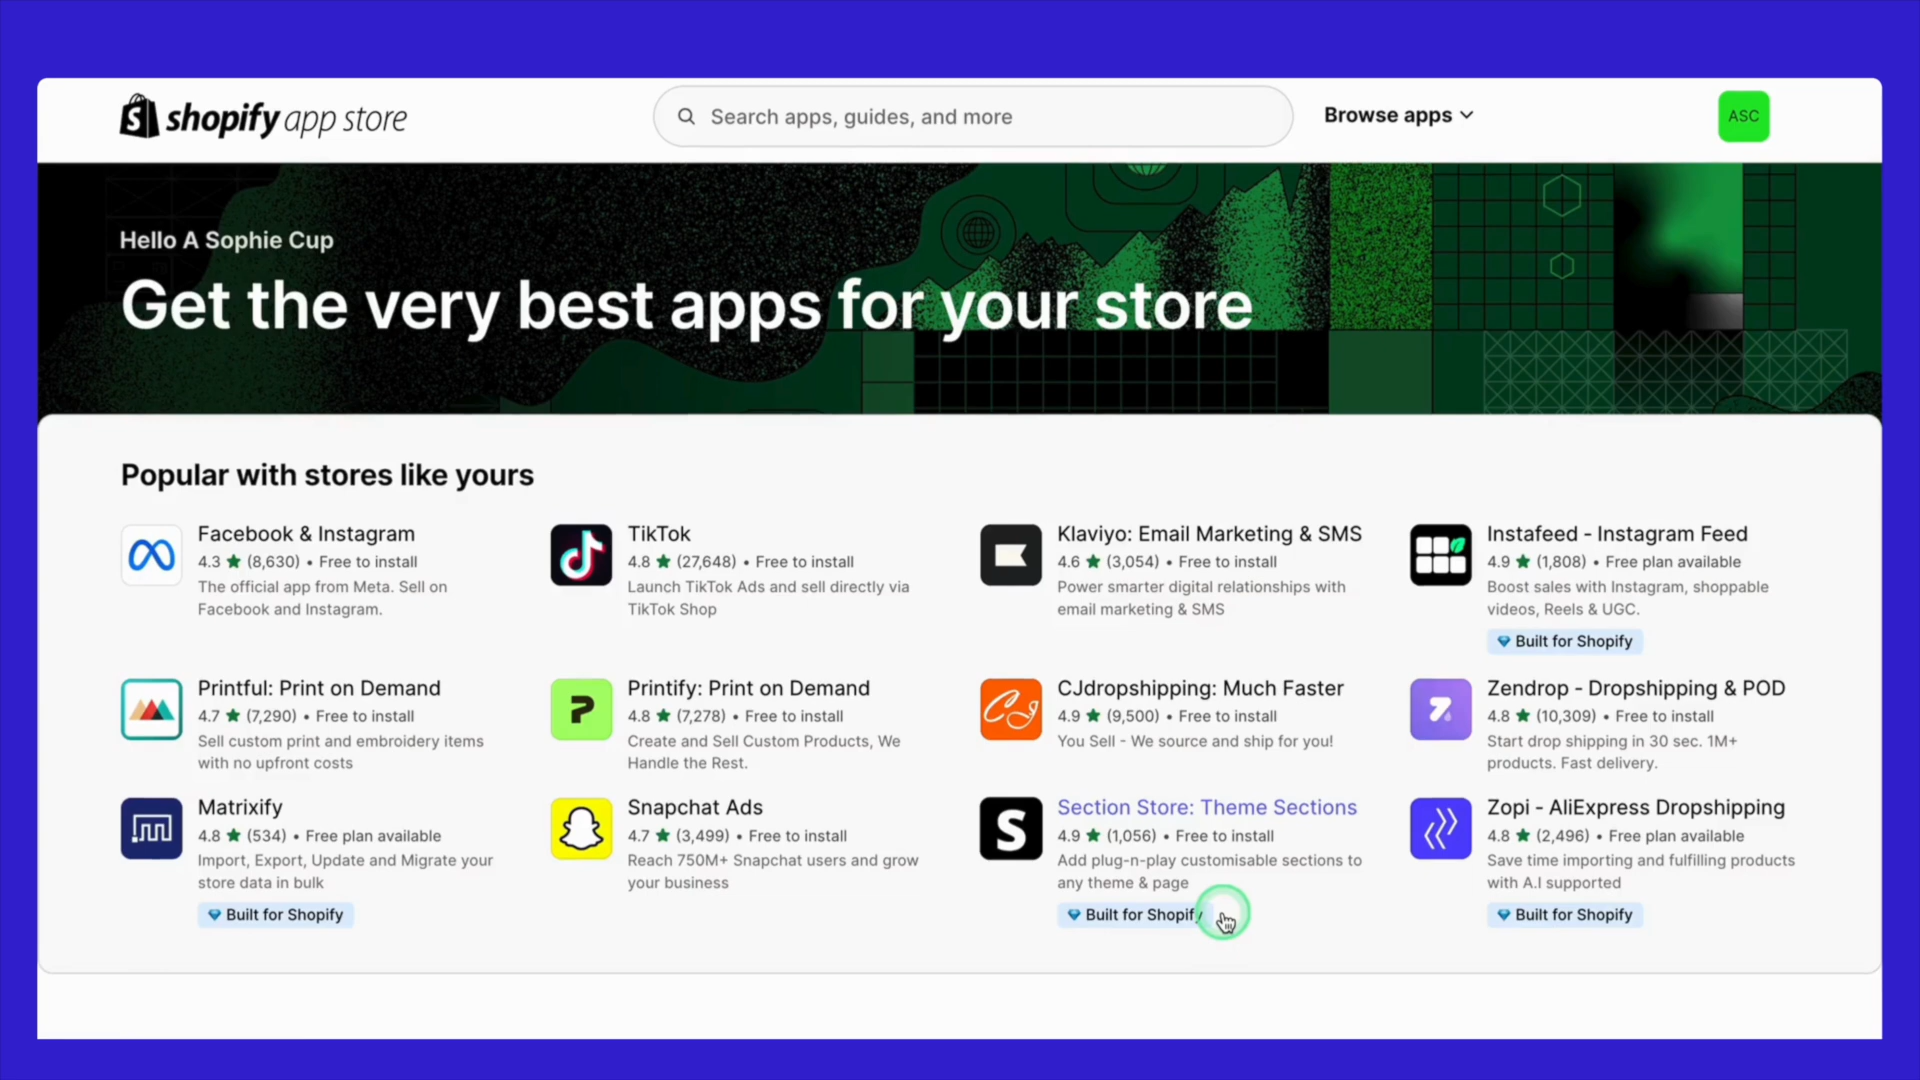 shopify app store
Search apps, guides, and more
Browse apps
ASC
Hello A Sophie Cup
Get the very best apps for your store
Popular with stores like yours
Facebook & Instagram
4.3 ★ (8,630) • Free to install
The official app from Meta. Sell on
Facebook and Instagram.
TikTok
4.8 ★ (27,648) • Free to install
Launch TikTok Ads and sell directly via
TikTok Shop
Klaviyo: Email Marketing & SMS
4.6 ★ (3,054) • Free to install
Power smarter digital relationships with
email marketing & SMS
Instafeed - Instagram Feed
4.9 ★ (1,808) • Free plan available
Boost sales with Instagram, shoppable
videos, Reels & UGC.
Built for Shopify
Printful: Print on Demand
4.7 ★ (7,290) • Free to install
Sell custom print and embroidery items
with no upfront costs
Printify: Print on Demand
4.8 ★ (7,278) • Free to install
Create and Sell Custom Products, We
Handle the Rest.
CJdropshipping: Much Faster
4.9 ★ (9,500) • Free to install
You Sell - We source and ship for you!
Zendrop - Dropshipping & POD
4.8 ★ (10,309) • Free to install
Start drop shipping in 30 sec. 1M+
products. Fast delivery.
Matrixify
4.8 ★ (534) • Free plan available
Import, Export, Update and Migrate your
store data in bulk
Built for Shopify
Snapchat Ads
4.7 ★ (3,499) • Free to install
Reach 750M+ Snapchat users and grow
your business
Section Store: Theme Sections
4.9 ★ (1,056) • Free to install
Add plug-n-play customisable sections to
any theme & page
Built for Shopify
Zopi - AliExpress Dropshipping
4.8 ★ (2,496) • Free plan available
Save time importing and fulfilling products
with A.I supported
Built for Shopify